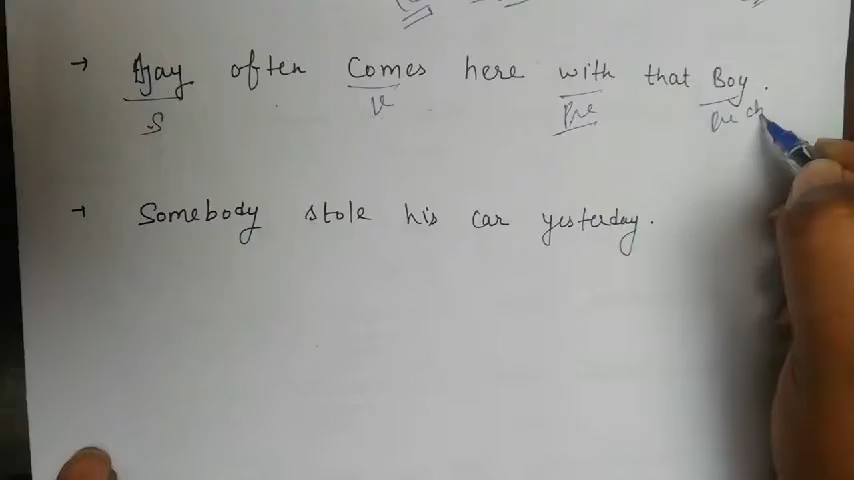 → Ajay often Comes here with that Boy.
S V Pre
→ Somebody stole his car yesterday.